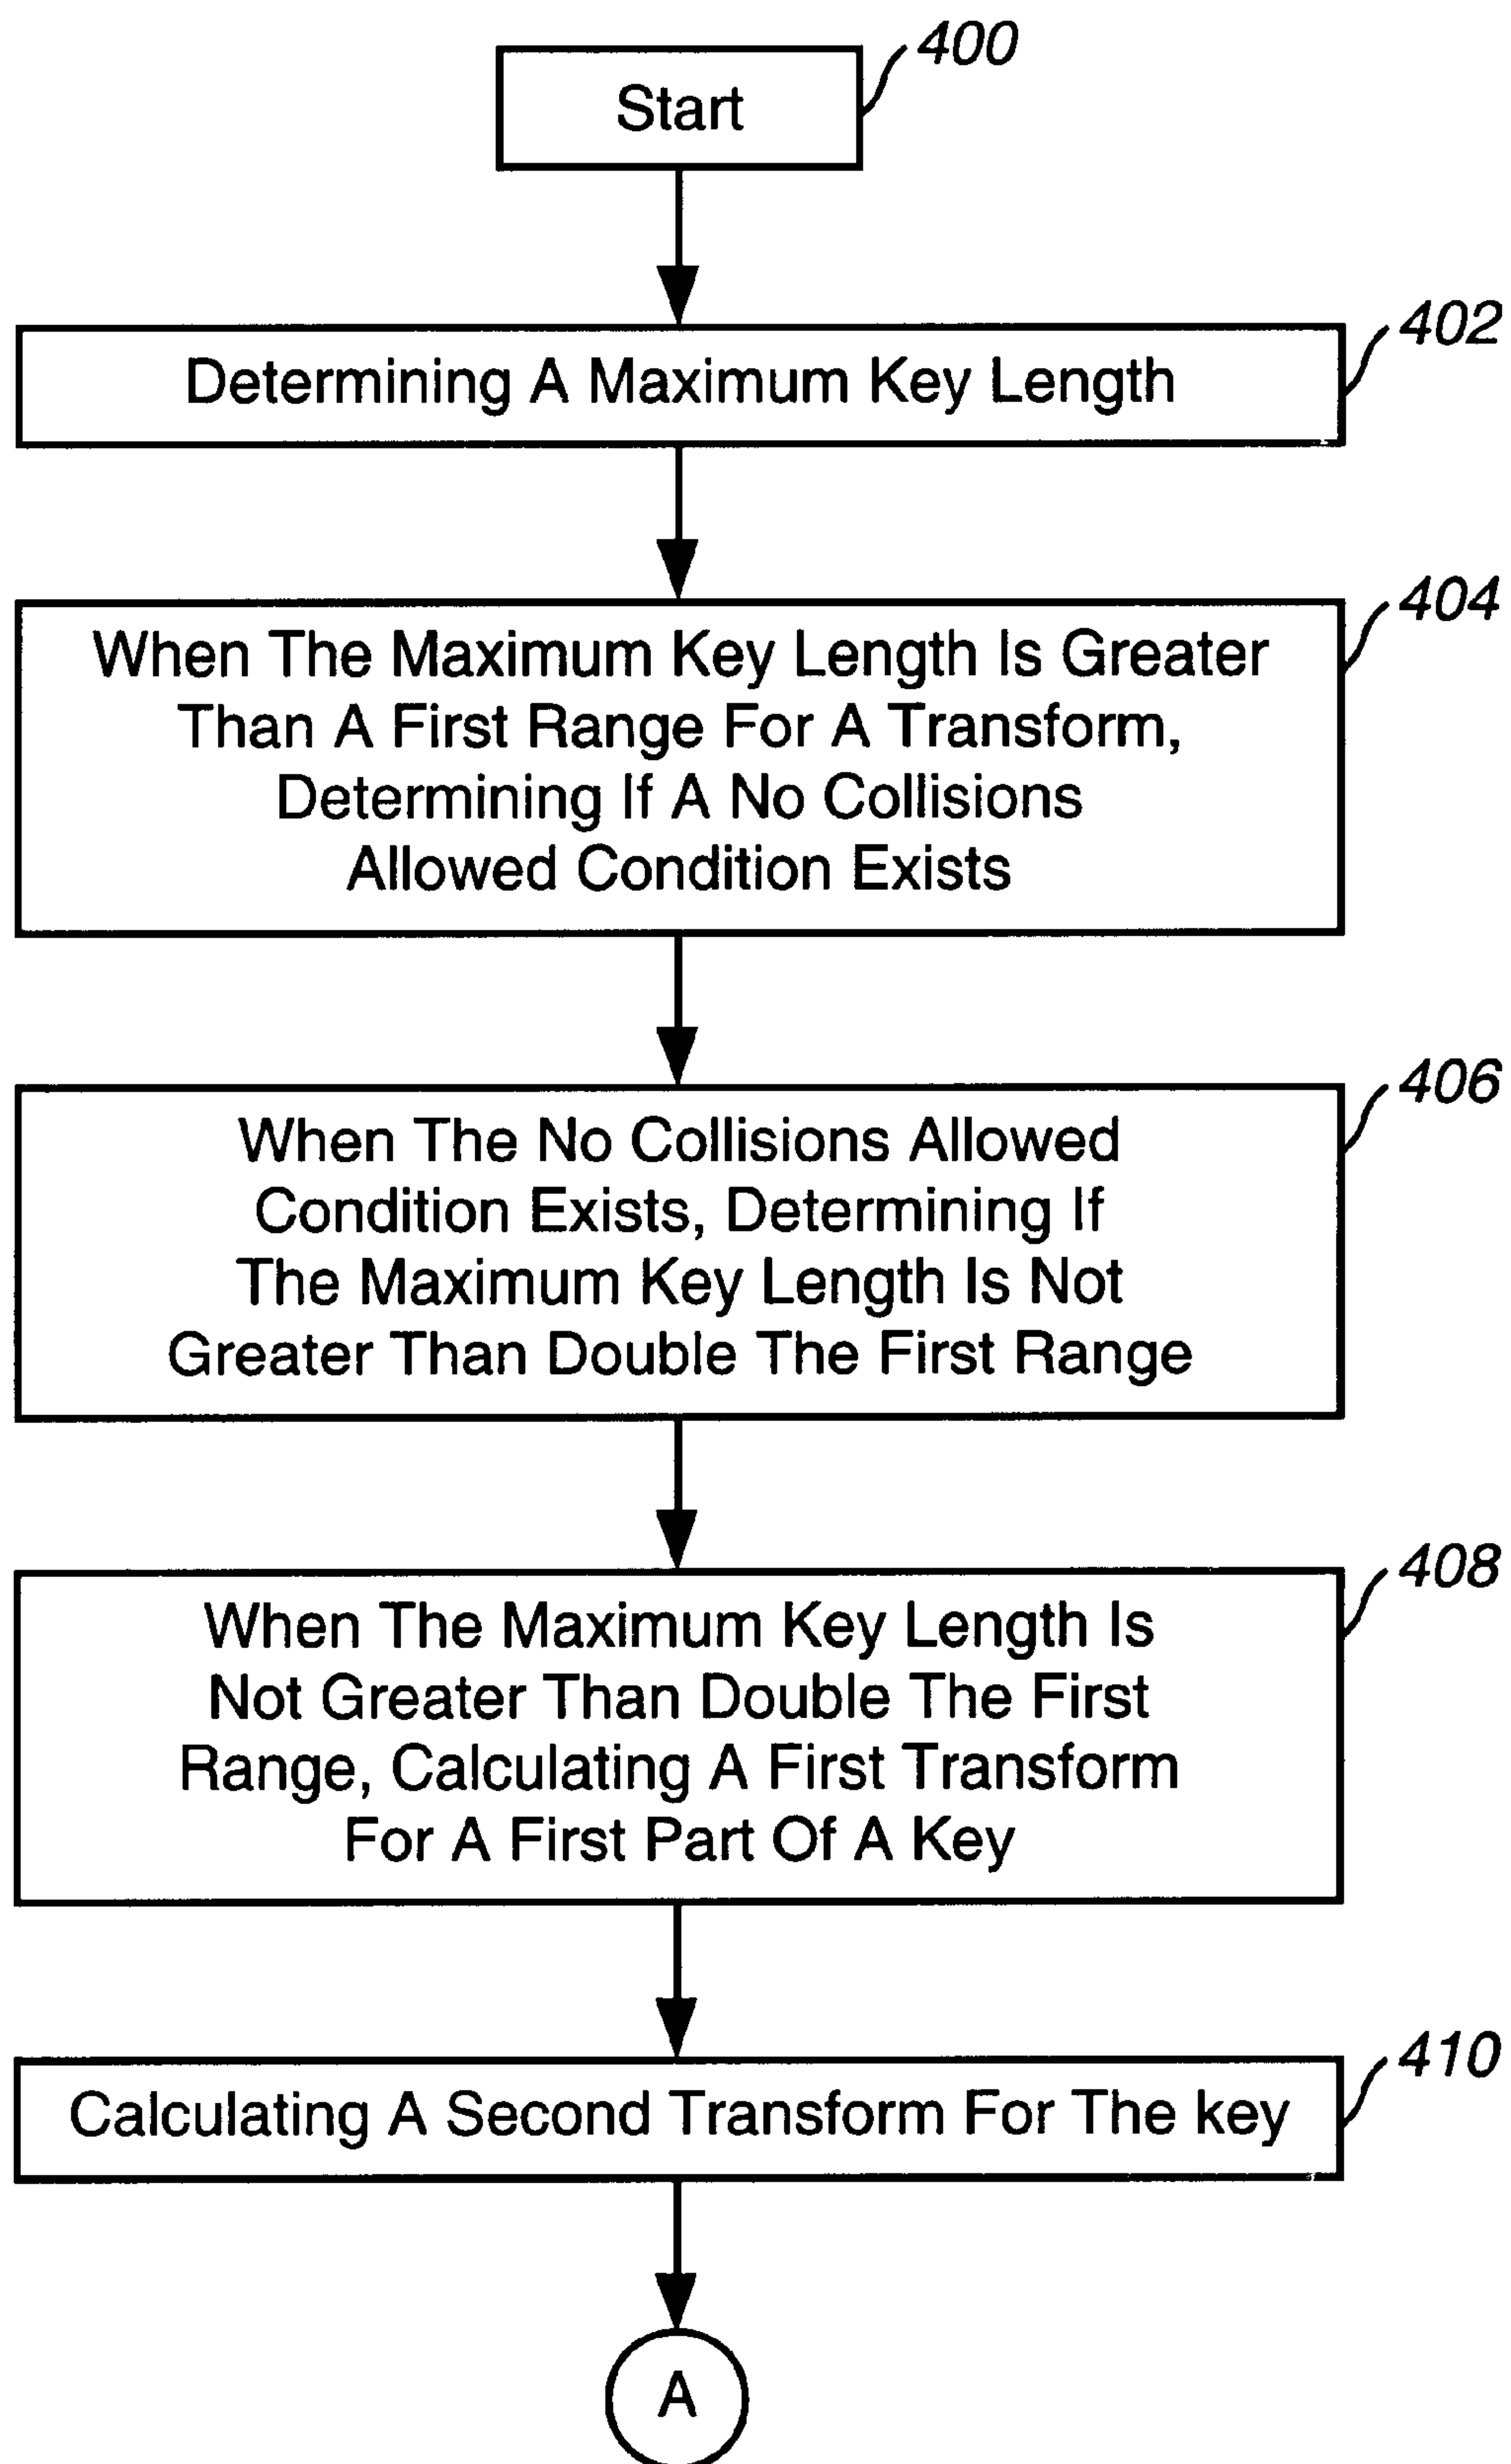 400
Start
402
Determining A Maximum Key Length
404
When The Maximum Key Length Is Greater
Than A First Range For A Transform,
Determining If A No Collisions
Allowed Condition Exists
406
When The No Collisions Allowed
Condition Exists, Determining If
The Maximum Key Length Is Not
Greater Than Double The First Range
408
When The Maximum Key Length Is
Not Greater Than Double The First
Range, Calculating A First Transform
For A First Part Of A Key
410
Calculating A Second Transform For The key
A